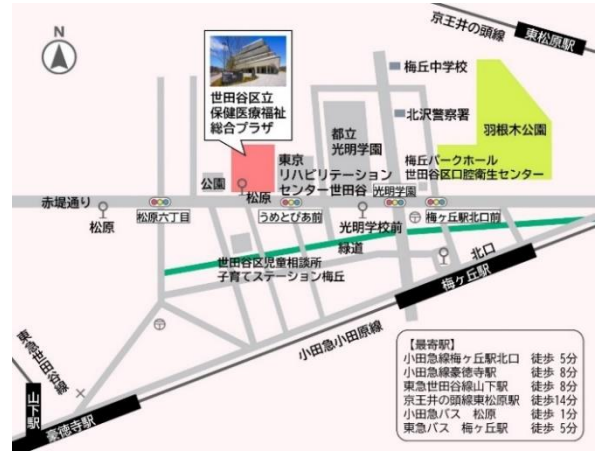 N
京王井の頭線
東松原駅
世田谷区立
保健医療福祉
総合プラザ
梅丘中学校
北沢警察署
羽根木公園
都立
光明学園
公園
松原
東京
リハビリテーション
センター世田谷
光明学園
梅丘パークホール
世田谷区口腔衛生センター
赤堤通り
松原
松原六丁目
うめとぴあ前
光明学校前
梅ヶ丘駅北口前
緑道
世田谷区児童相談所
子育てステーション梅丘
北口
梅ヶ丘駅
小田急小田原線
東急世田谷線
山下駅
豪徳寺駅
【最寄駅】
小田急線梅ヶ丘駅北口 徒歩 5分
小田急線豪徳寺駅 徒歩 8分
東急世田谷線山下駅 徒歩 8分
京王井の頭線東松原駅 徒歩14分
小田急バス 松原 徒歩 1分
東急バス 梅ヶ丘駅 徒歩 5分